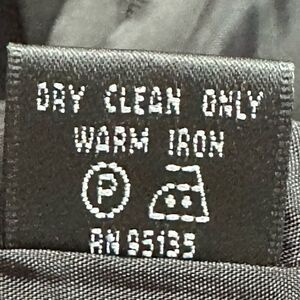 DRY CLEAN ONLY
WARM IRON
P
RN 95135